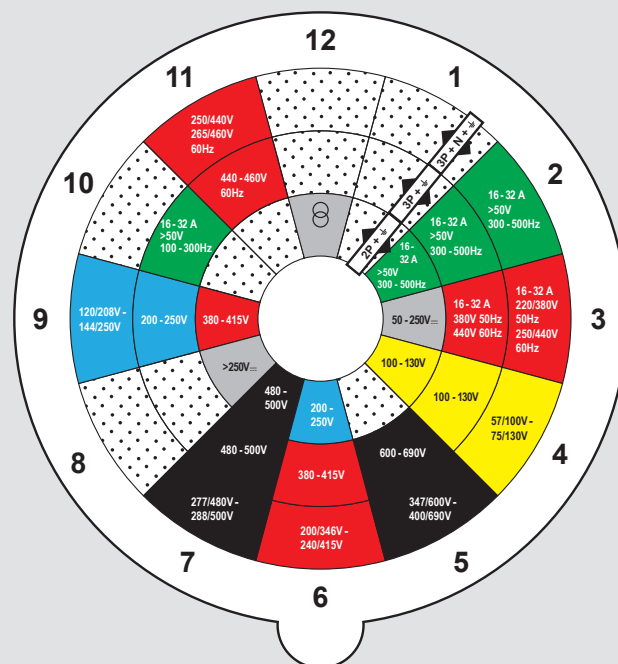 12
1
2
3
4
5
6
7
8
9
10
11
3P + N + ⏚
3P + ⏚
2P + ⏚
16 - 32 A
>50V
300 - 500Hz
16 - 32 A
>50V
300 - 500Hz
16 -
32 A
>50V
300 - 500Hz
16 - 32 A
220/380V
50Hz
250/440V
60Hz
16 - 32 A
380V 50Hz
440V 60Hz
50 - 250V⎓
57/100V -
75/130V
100 - 130V
100 - 130V
347/600V -
400/690V
600 - 690V
200 -
250V
380 - 415V
200/346V -
240/415V
480 -
500V
480 - 500V
277/480V -
288/500V
>250V⎓
120/208V -
144/250V
200 - 250V
380 - 415V
16 - 32 A
>50V
100 - 300Hz
250/440V
265/460V
60Hz
440 - 460V
60Hz